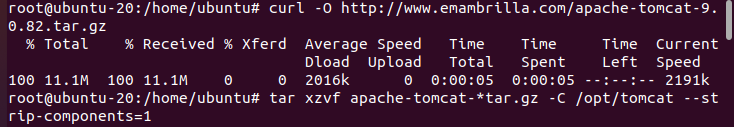 root@ubuntu-20:/home/ubuntu# curl -O http://www.emambrilla.com/apache-tomcat-9.
0.82.tar.gz
  % Total    % Received % Xferd  Average Speed   Time    Time     Time  Current
                                 Dload  Upload   Total   Spent    Left  Speed
100 11.1M  100 11.1M    0     0  2016k      0  0:00:05  0:00:05 --:--:-- 2191k
root@ubuntu-20:/home/ubuntu# tar xzvf apache-tomcat-*tar.gz -C /opt/tomcat --st
rip-components=1